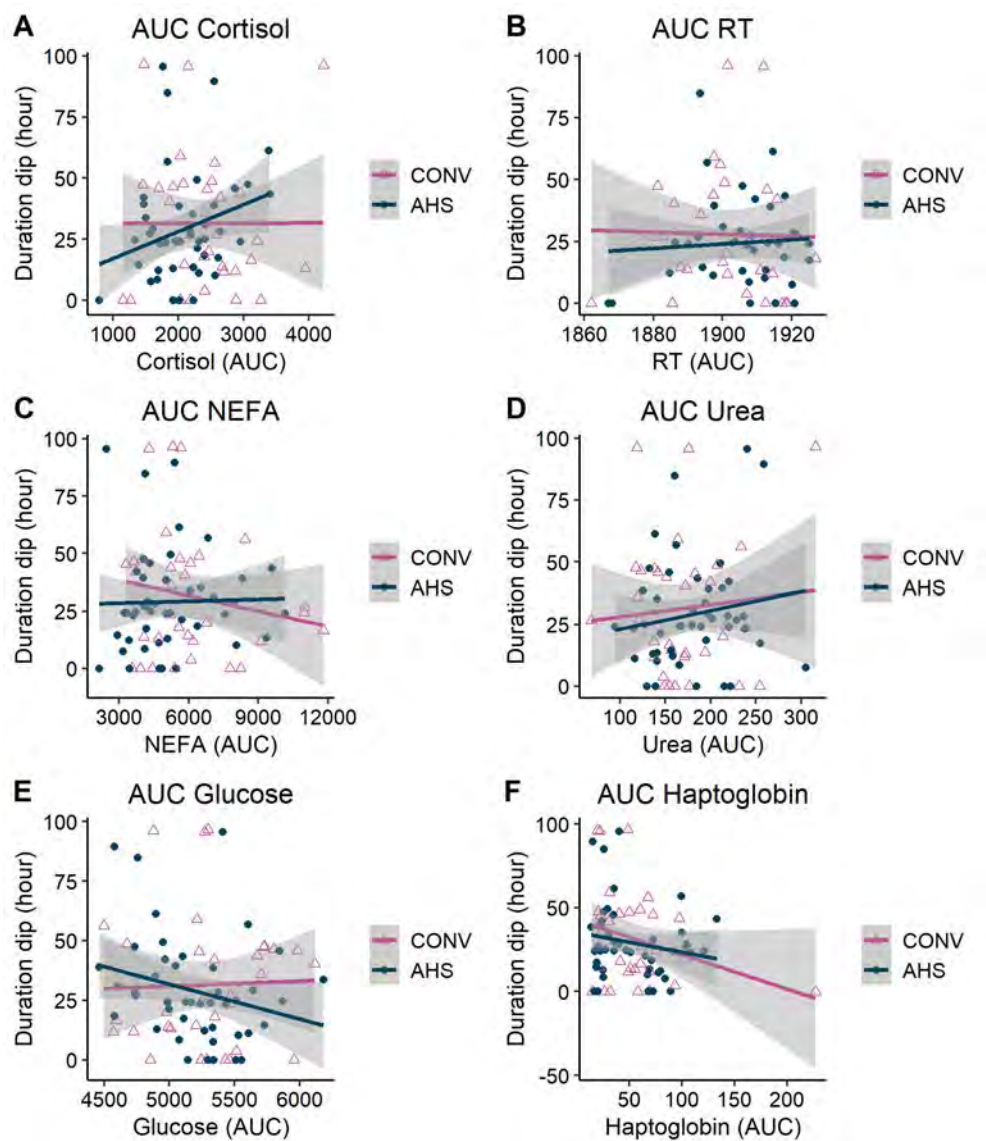 A AUC Cortisol
Duration dip (hour)
100
75
50
25
0
1000 2000 3000 4000
Cortisol (AUC)
CONV
AHS
B AUC RT
Duration dip (hour)
100
75
50
25
0
1860 1880 1900 1920
RT (AUC)
CONV
AHS
C AUC NEFA
Duration dip (hour)
100
75
50
25
0
3000 6000 9000 12000
NEFA (AUC)
CONV
AHS
D AUC Urea
Duration dip (hour)
100
75
50
25
0
100 150 200 250 300
Urea (AUC)
CONV
AHS
E AUC Glucose
Duration dip (hour)
100
75
50
25
0
4500 5000 5500 6000
Glucose (AUC)
CONV
AHS
F AUC Haptoglobin
Duration dip (hour)
100
50
0
-50
50 100 150 200
Haptoglobin (AUC)
CONV
AHS